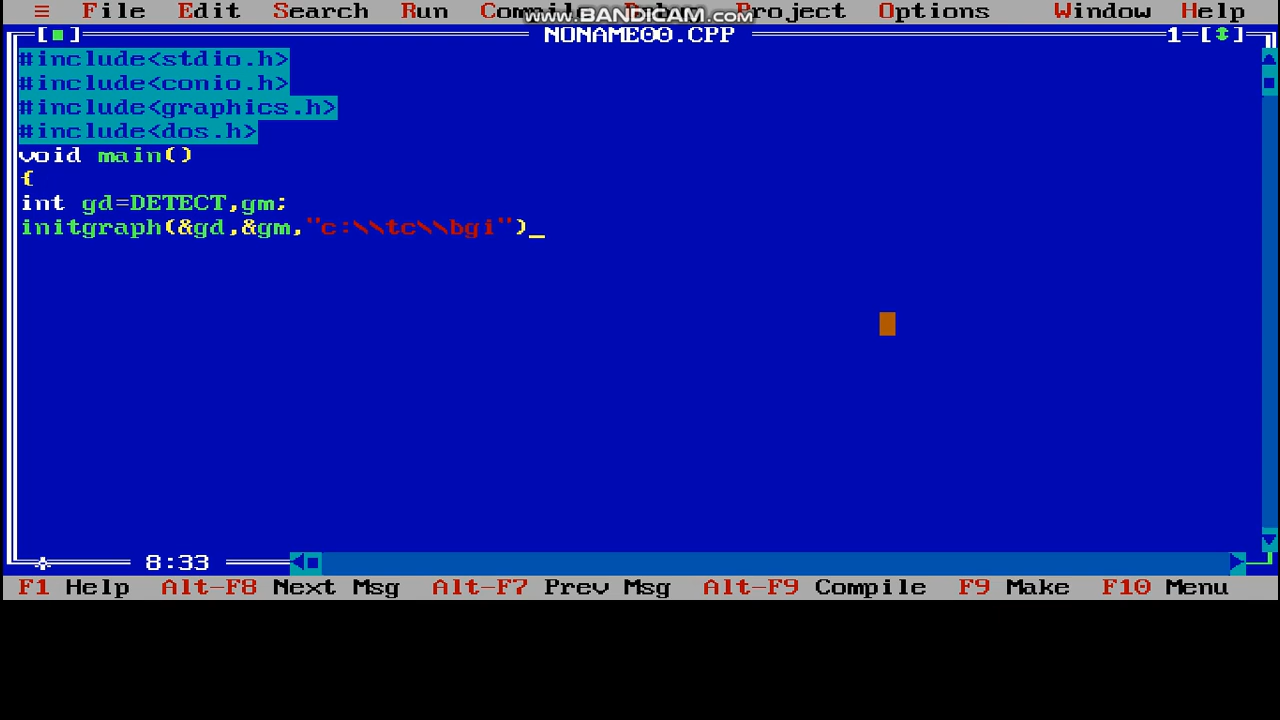 ≡ File Edit Search Run Compile Debug Project Options Window Help
www.BANDICAM.com
[■] NONAME00.CPP 1=[↕]
#include<stdio.h>
#include<conio.h>
#include<graphics.h>
#include<dos.h>
void main()
{
int gd=DETECT,gm;
initgraph(&gd,&gm,"c:\\tc\\bgi")_
8:33
F1 Help Alt-F8 Next Msg Alt-F7 Prev Msg Alt-F9 Compile F9 Make F10 Menu